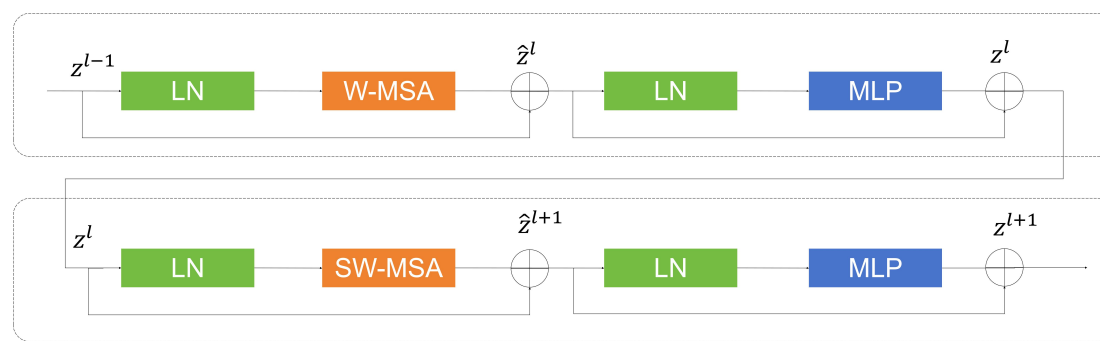 z^{l-1} LN W-MSA ẑ^l LN MLP z^l
z^l LN SW-MSA ẑ^{l+1} LN MLP z^{l+1}